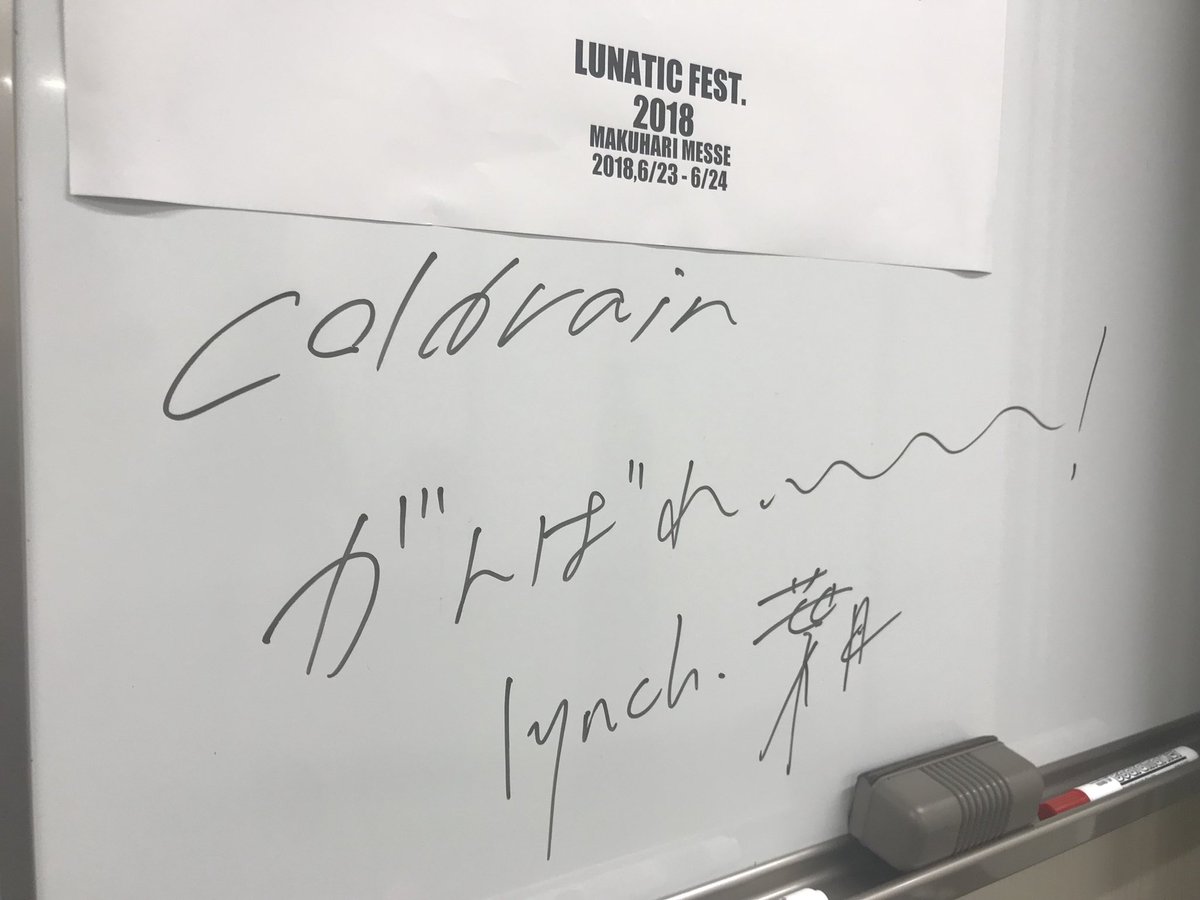 LUNATIC FEST.
2018
MAKUHARI MESSE
2018,6/23 - 6/24
coldrain
がんばれ、〜〜〜!
lynch. 葉月